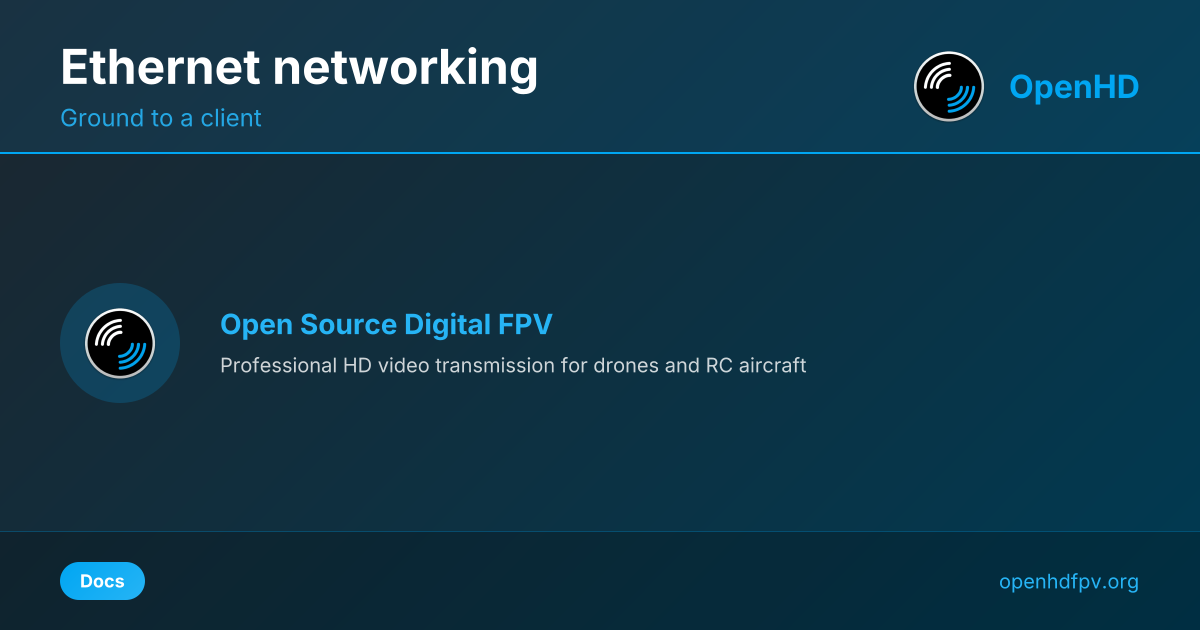 Ethernet networking
Ground to a client
OpenHD
Open Source Digital FPV
Professional HD video transmission for drones and RC aircraft
Docs
openhdfpv.org